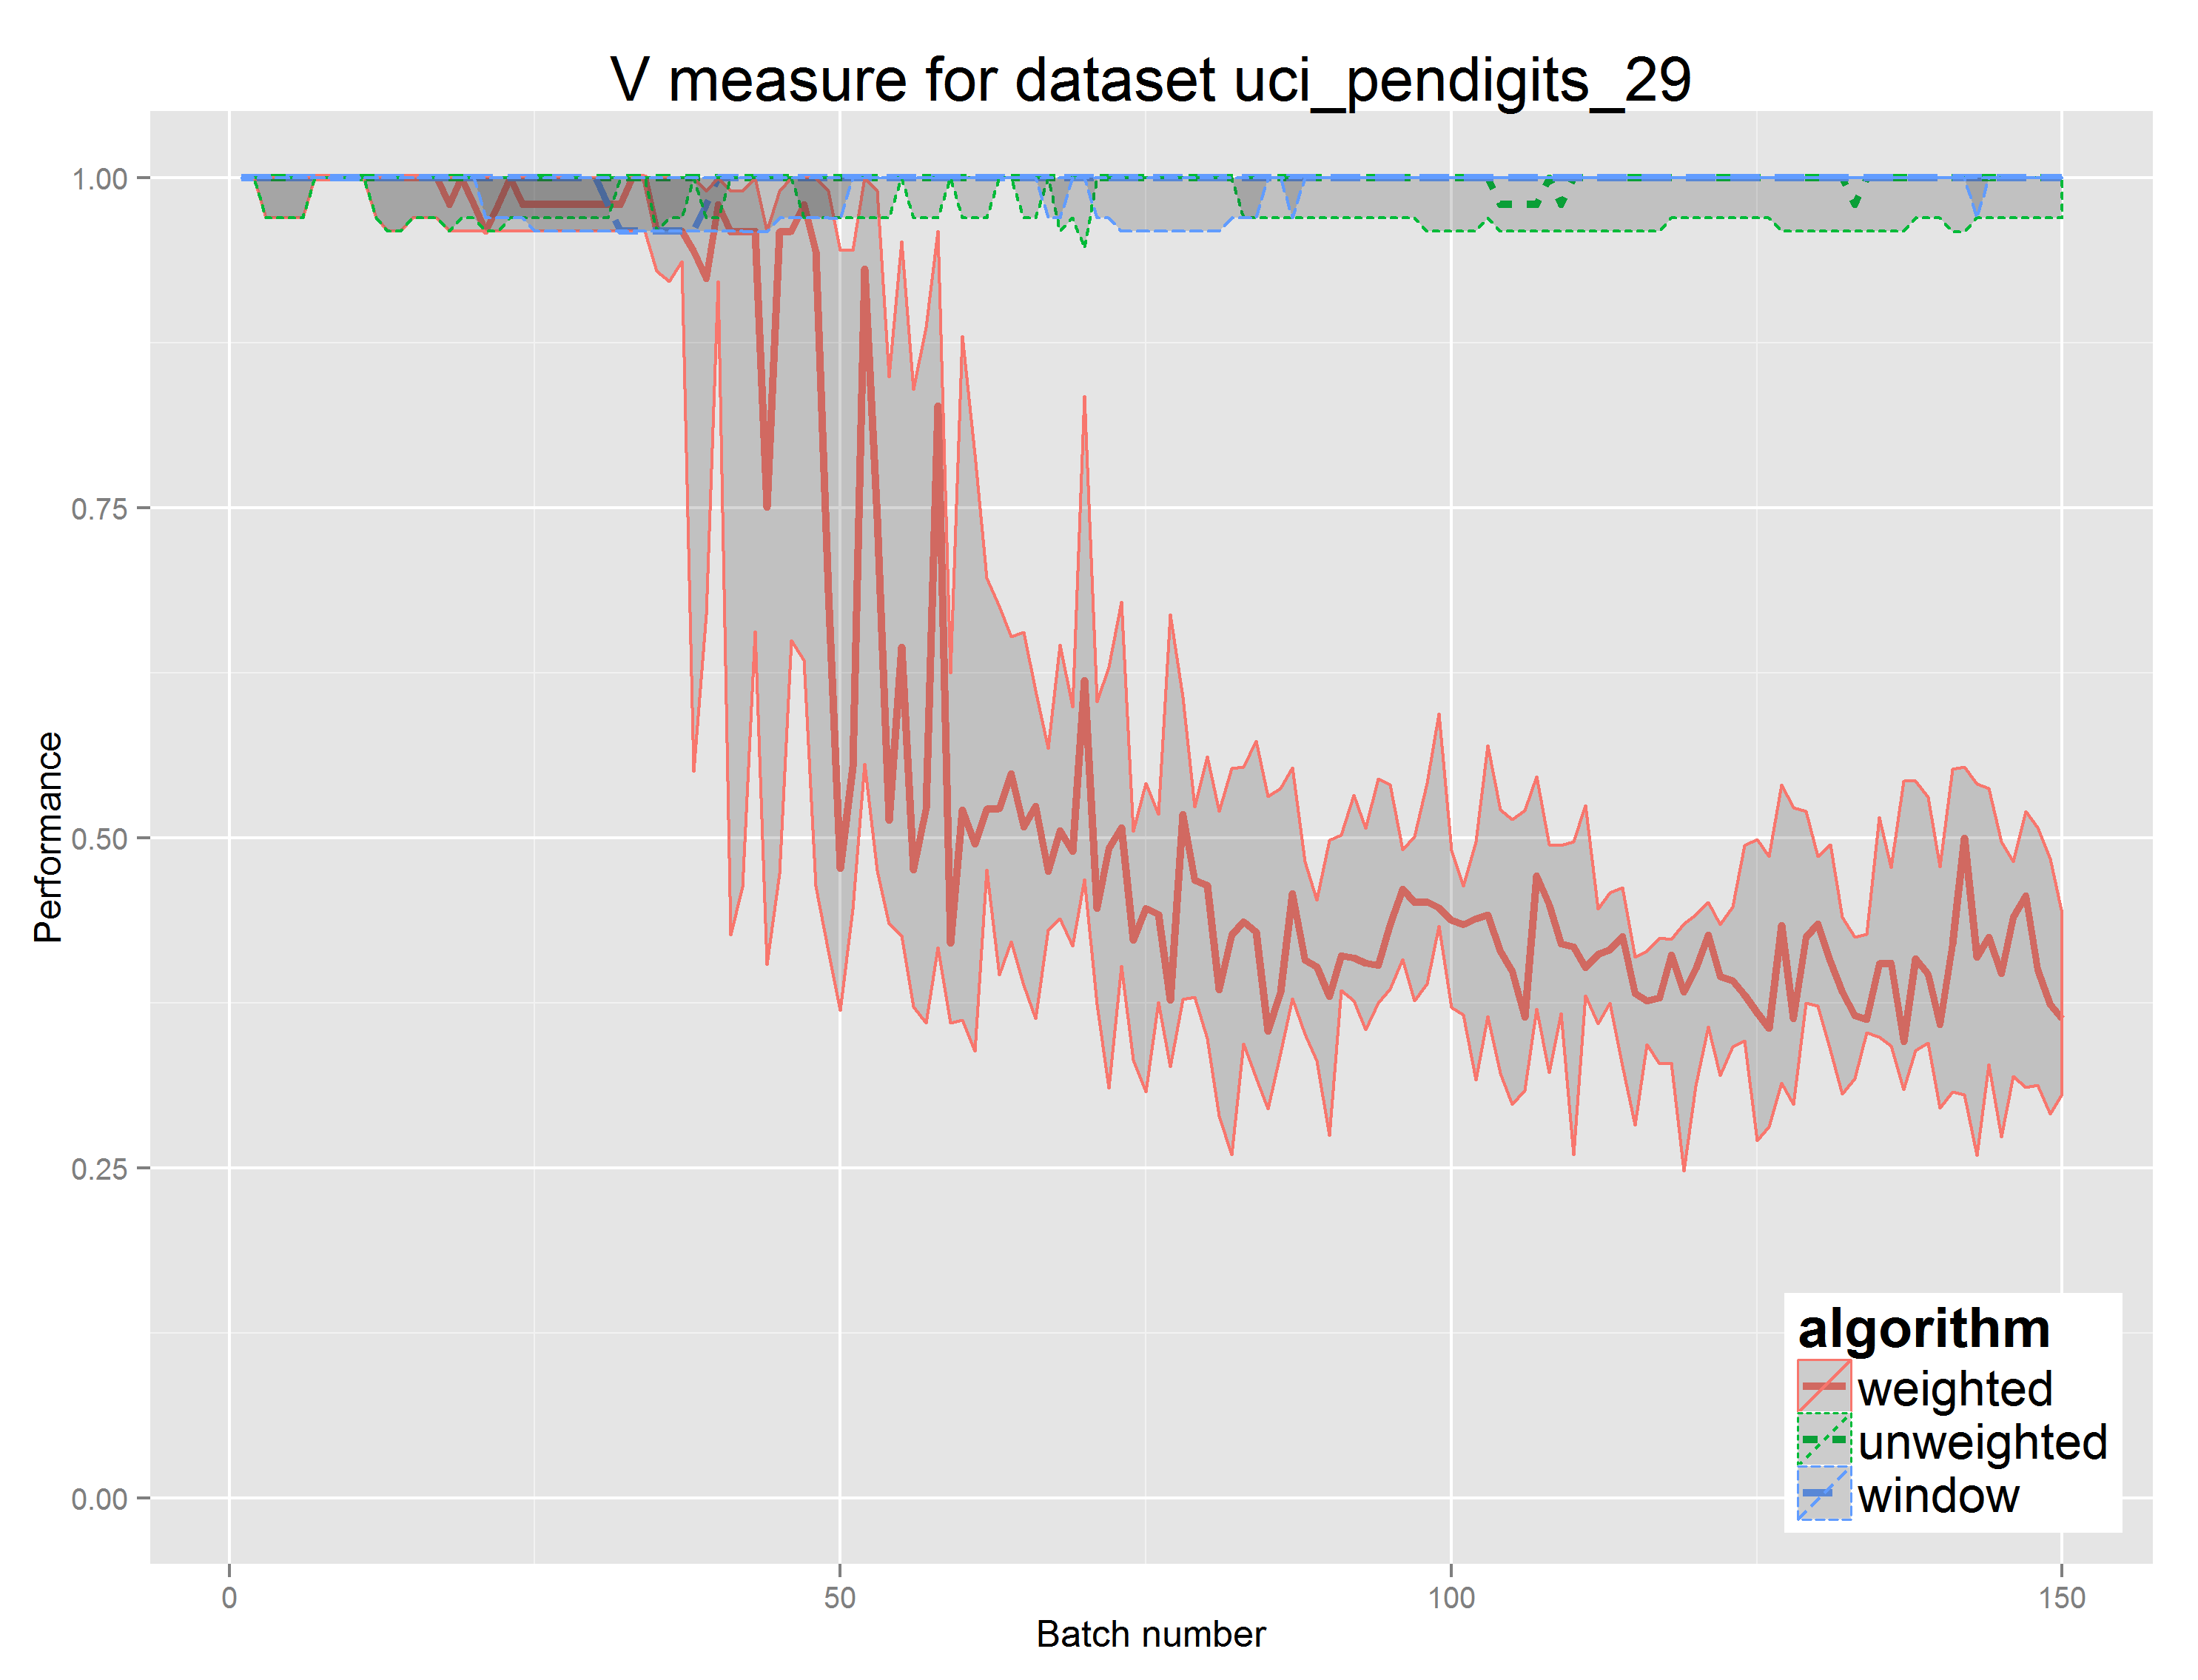 V measure for dataset uci_pendigits_29
Performance
1.00
0.75
0.50
0.25
0.00
0
50
100
150
Batch number
algorithm
weighted
unweighted
window